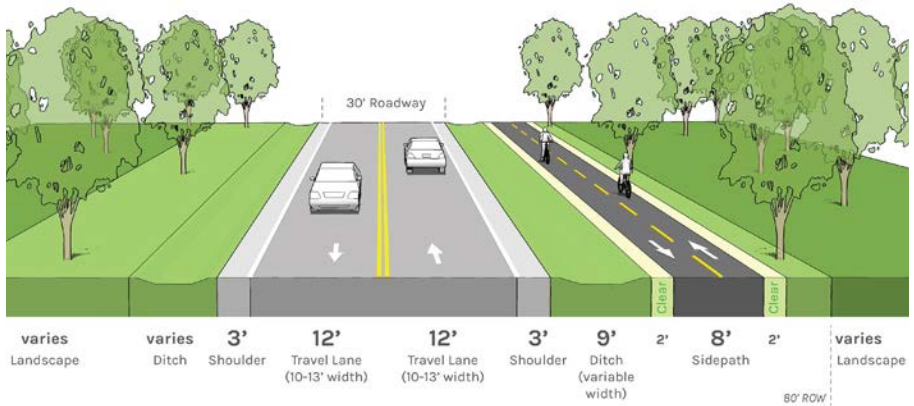 30' Roadway
Clear
Clear
varies
Landscape
varies
Ditch
3'
Shoulder
12'
Travel Lane
(10-13' width)
12'
Travel Lane
(10-13' width)
3'
Shoulder
9'
Ditch
(variable
width)
2'
8'
Sidepath
2'
varies
Landscape
80' ROW